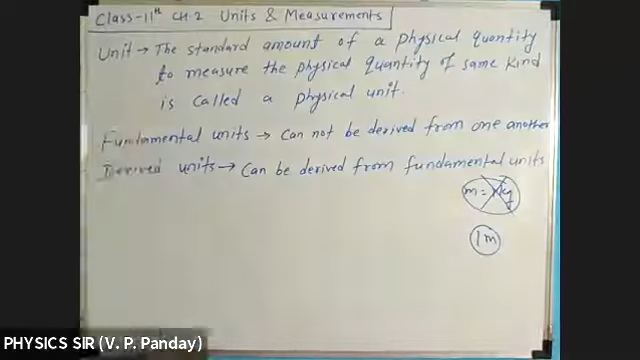 Class-11th CH.2 Units & Measurements
Unit → The standard amount of a physical quantity
to measure the physical quantity of same kind
is called a physical unit.
Fundamental units → Can not be derived from one another
Derived units → Can be derived from fundamental units
m = kg
1m
PHYSICS SIR (V. P. Panday)